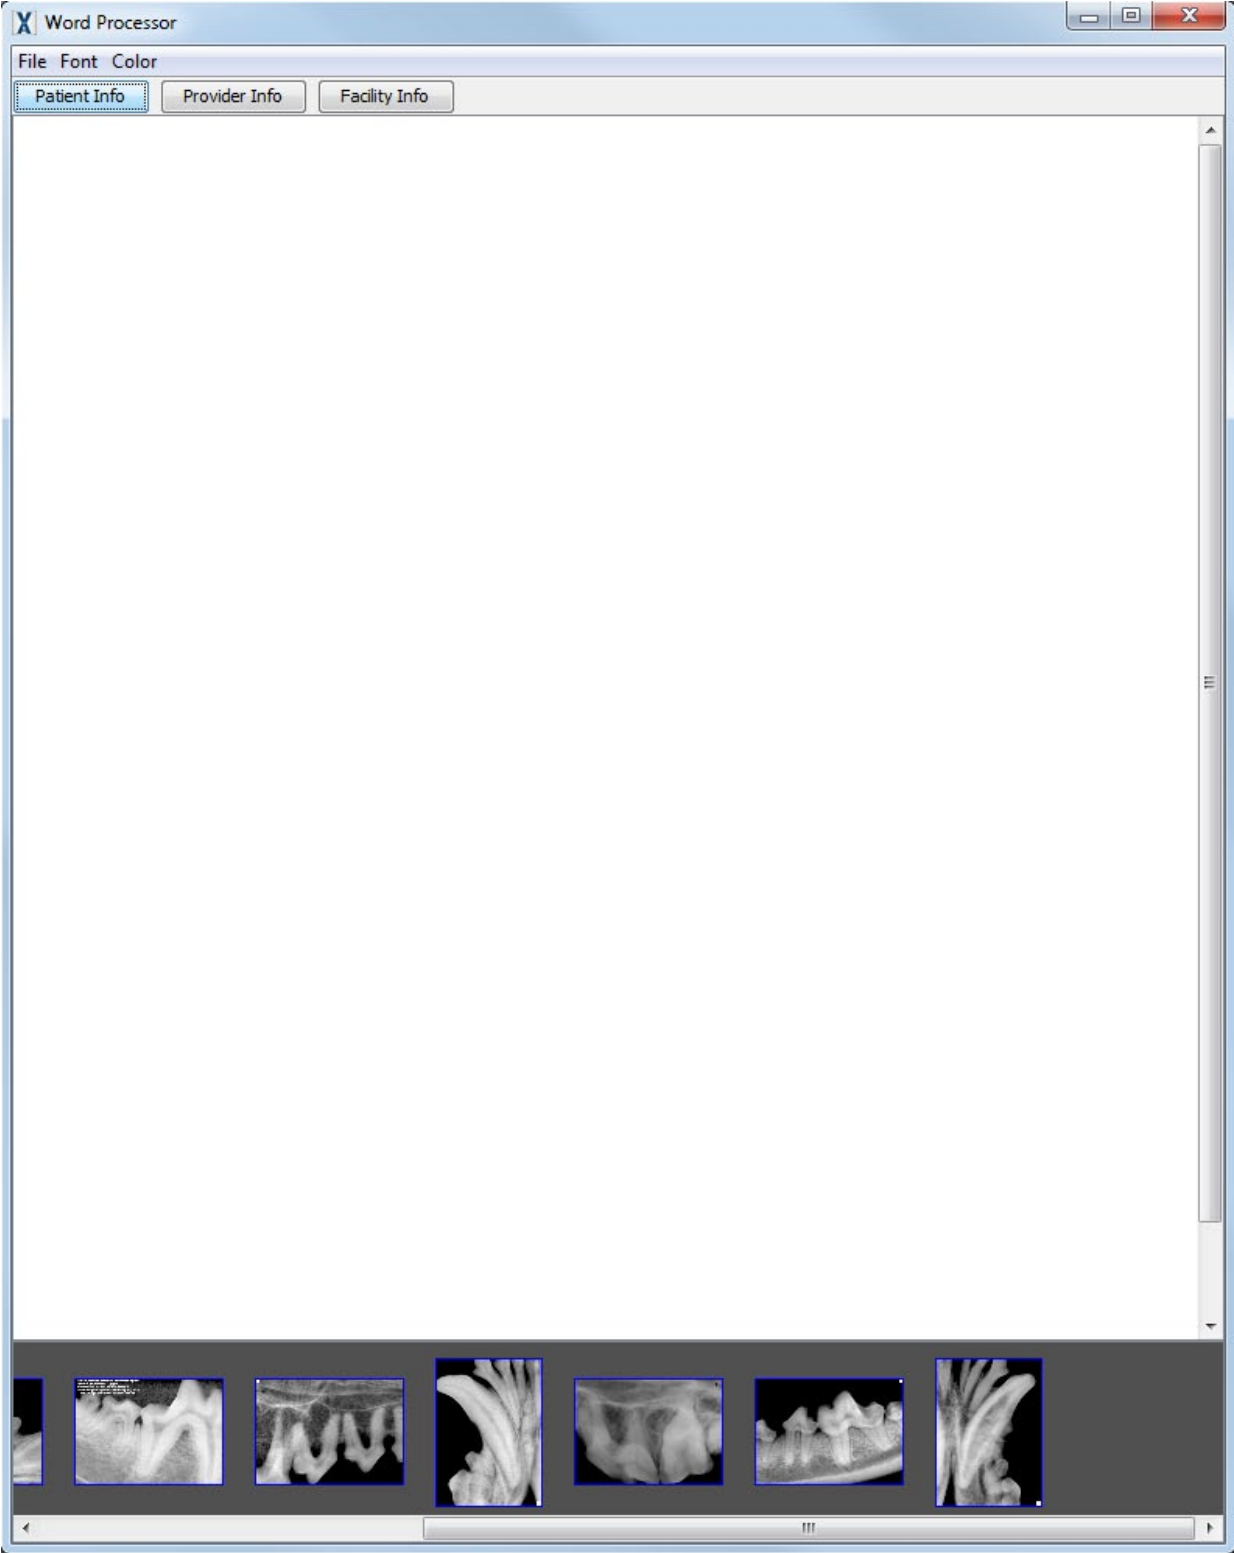 Word Processor
File Font Color
Patient Info Provider Info Facility Info